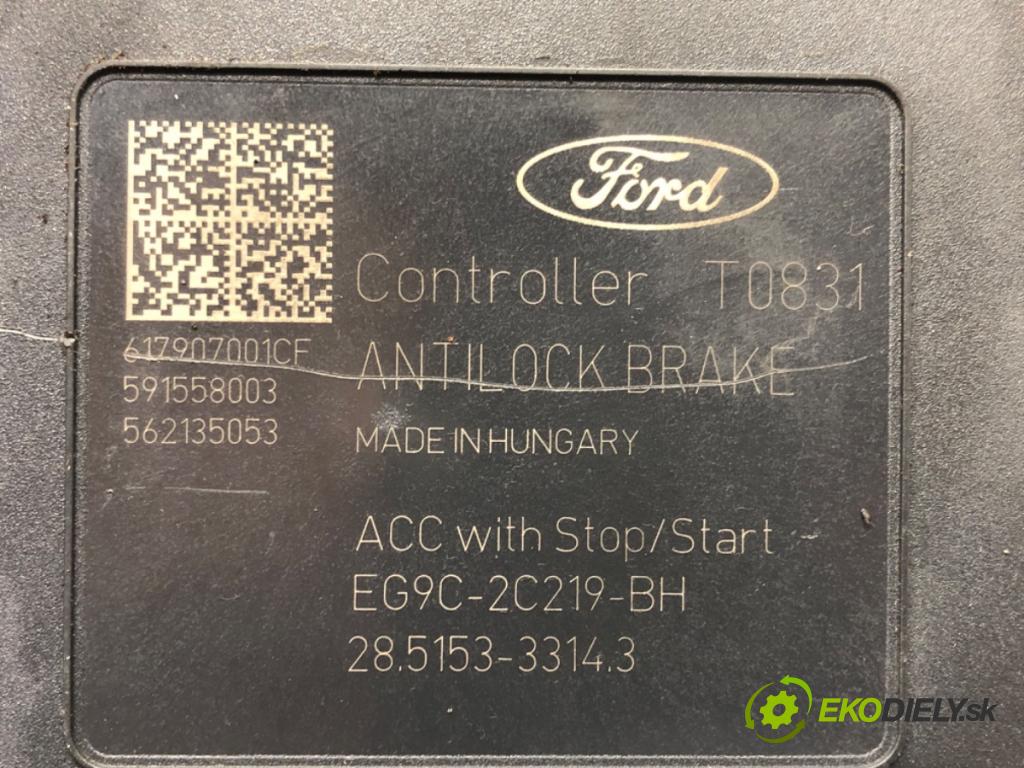 Ford
Controller T0831
617907001CF
ANTILOCK BRAKE
591558003
562135053
MADE IN HUNGARY
ACC with Stop/Start
EG9C-2C219-BH
28.5153-3314.3
EKODIELY.sk